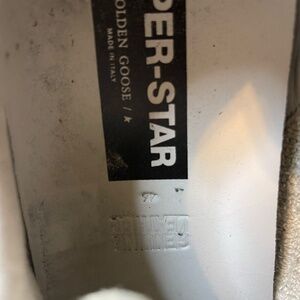 PER-STAR
OLDEN GOOSE /
MADE IN ITALY